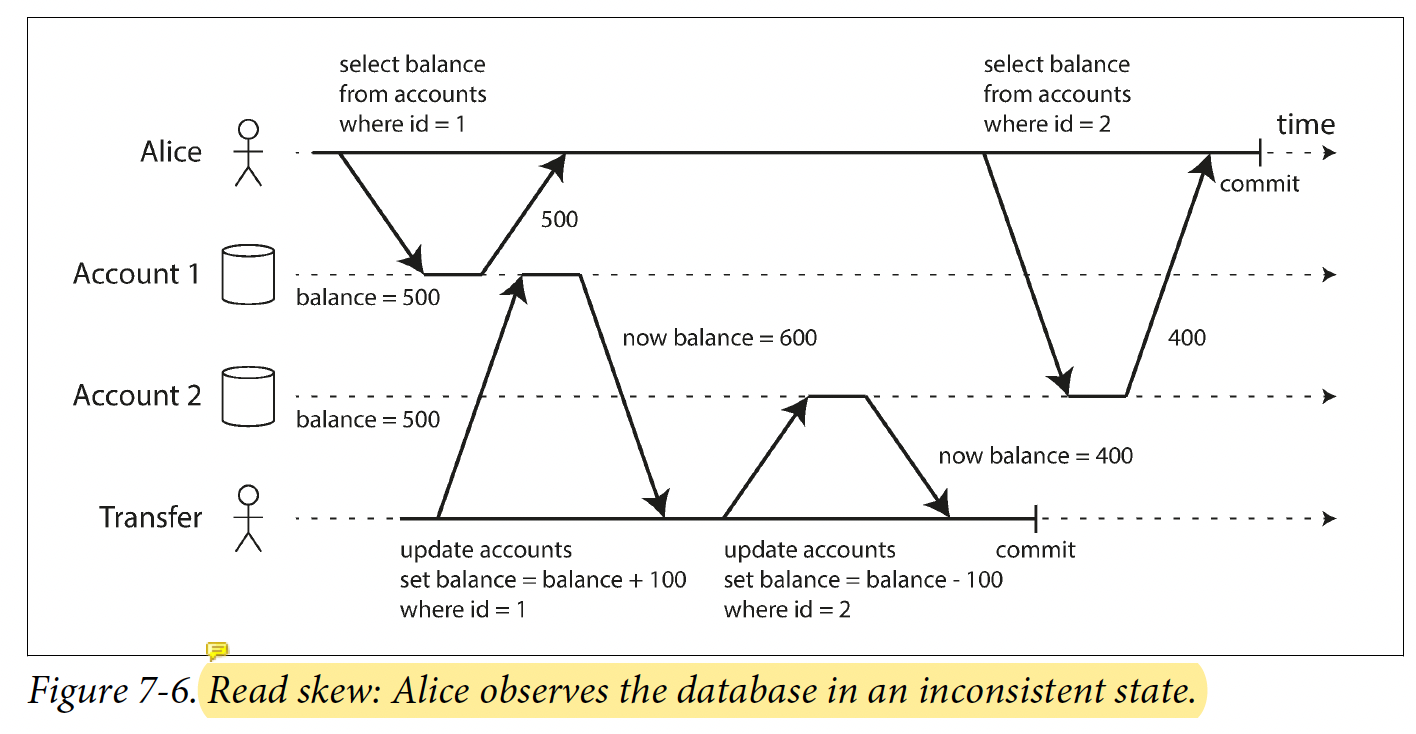 select balance
from accounts
where id = 1
select balance
from accounts
where id = 2
time
Alice
commit
500
Account 1
balance = 500
now balance = 600
400
Account 2
balance = 500
now balance = 400
Transfer
update accounts
set balance = balance + 100
where id = 1
update accounts
set balance = balance - 100
where id = 2
commit
Figure 7-6. Read skew: Alice observes the database in an inconsistent state.